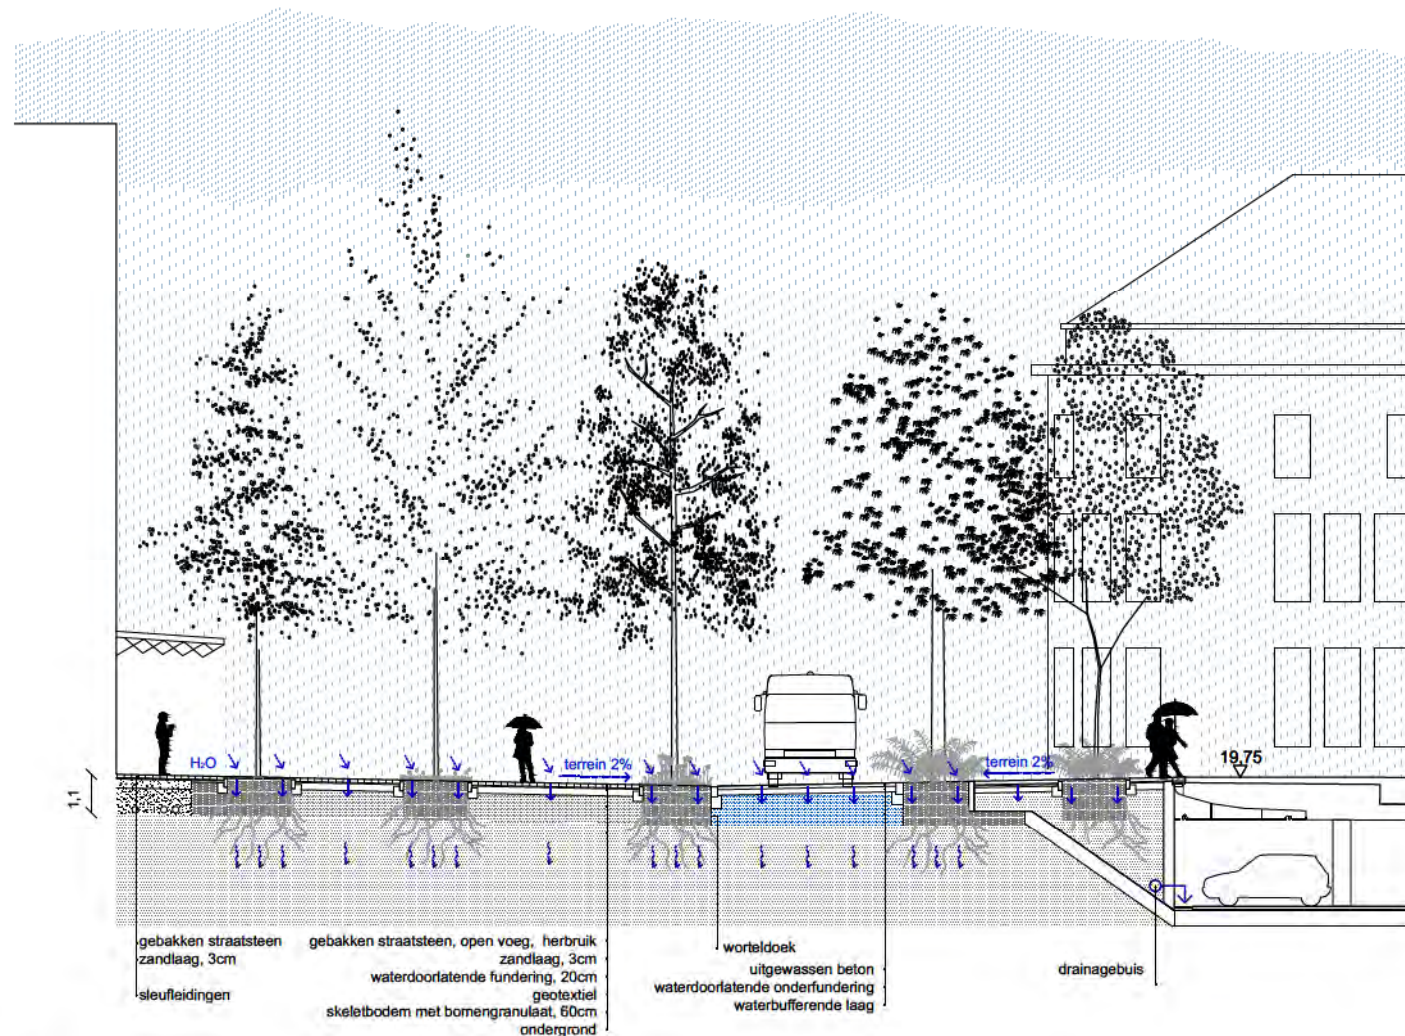 H₂O
terrein 2%
terrein 2%
19.75
1,1
gebakken straatsteen
zandlaag, 3cm
sleufleidingen
gebakken straatsteen, open voeg, herbruik
zandlaag, 3cm
waterdoorlatende fundering, 20cm
geotextiel
skeletbodem met bomengranulaat, 60cm
ondergrond
worteldoek
uitgewassen beton
waterdoorlatende onderfundering
waterbufferende laag
drainagebuis